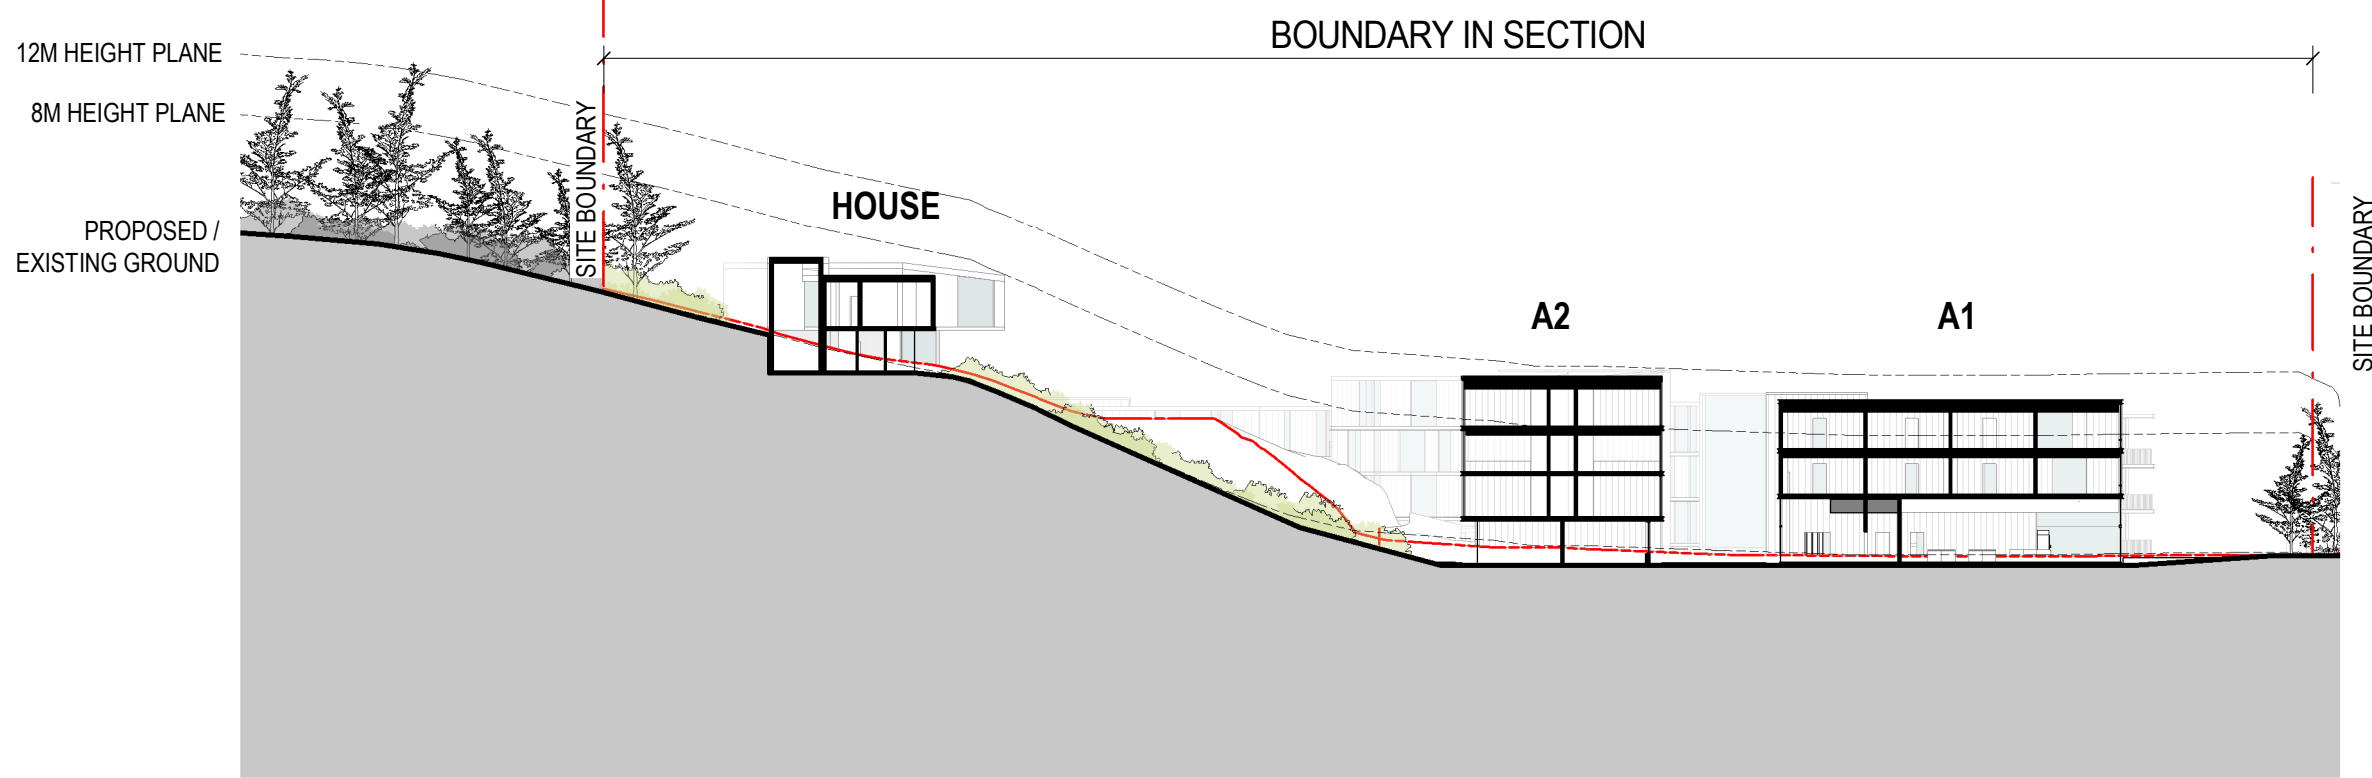 BOUNDARY IN SECTION
12M HEIGHT PLANE
8M HEIGHT PLANE
SITE BOUNDARY
HOUSE
SITE BOUNDARY
PROPOSED /
EXISTING GROUND
A2
A1